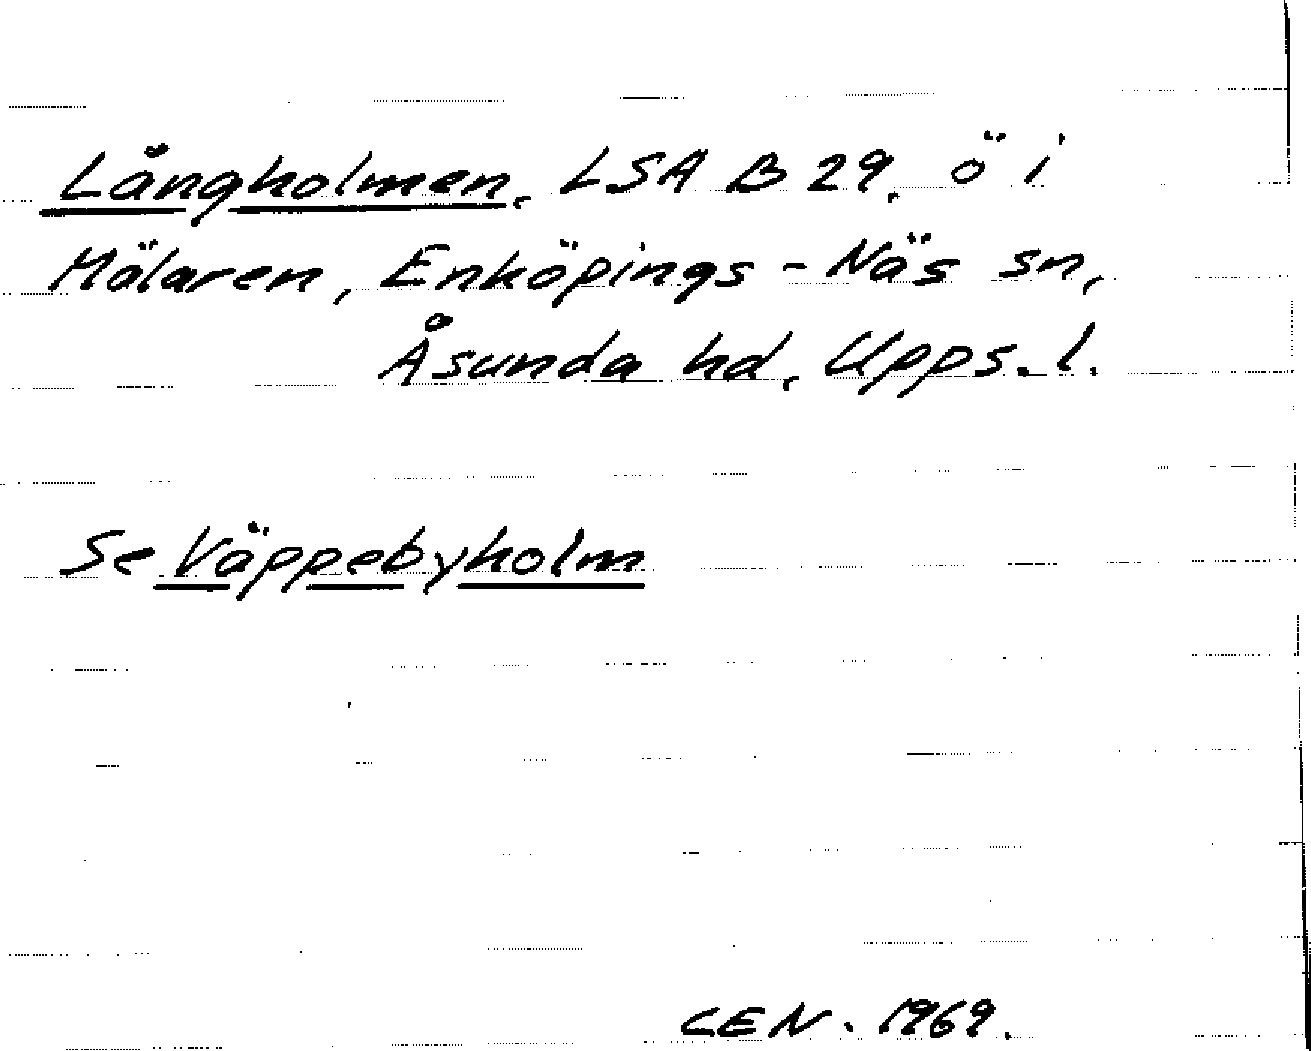 Långholmen, LSA B 29, ö i
Mälaren, Enköpings-Näs sn,
Åsunda hd, Upps. l.
Se Väppebyholm
CEN. 1969.